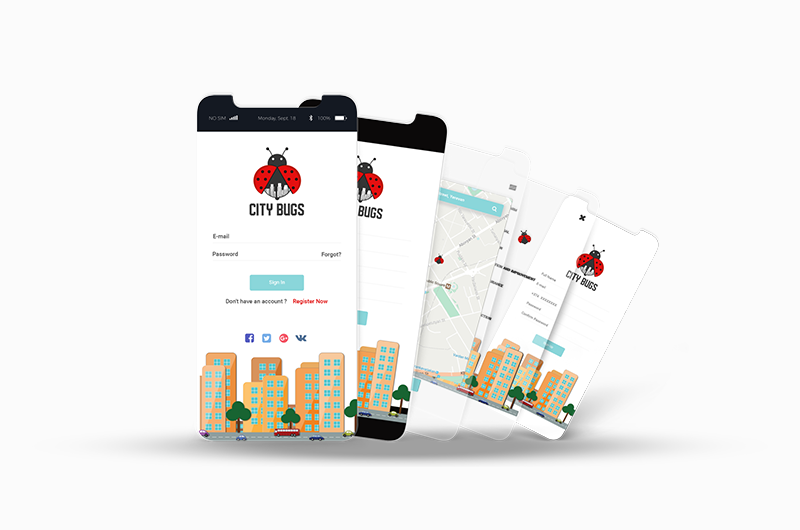 NO SIM
Monday, Sept. 18
100%
CITY BUGS
E-mail
Password
Forgot?
Sign in
Don't have an account ?
Register Now
BUGS
Yerevan
Full Name
E-mail
Password
Confirm Password
CITY BUGS